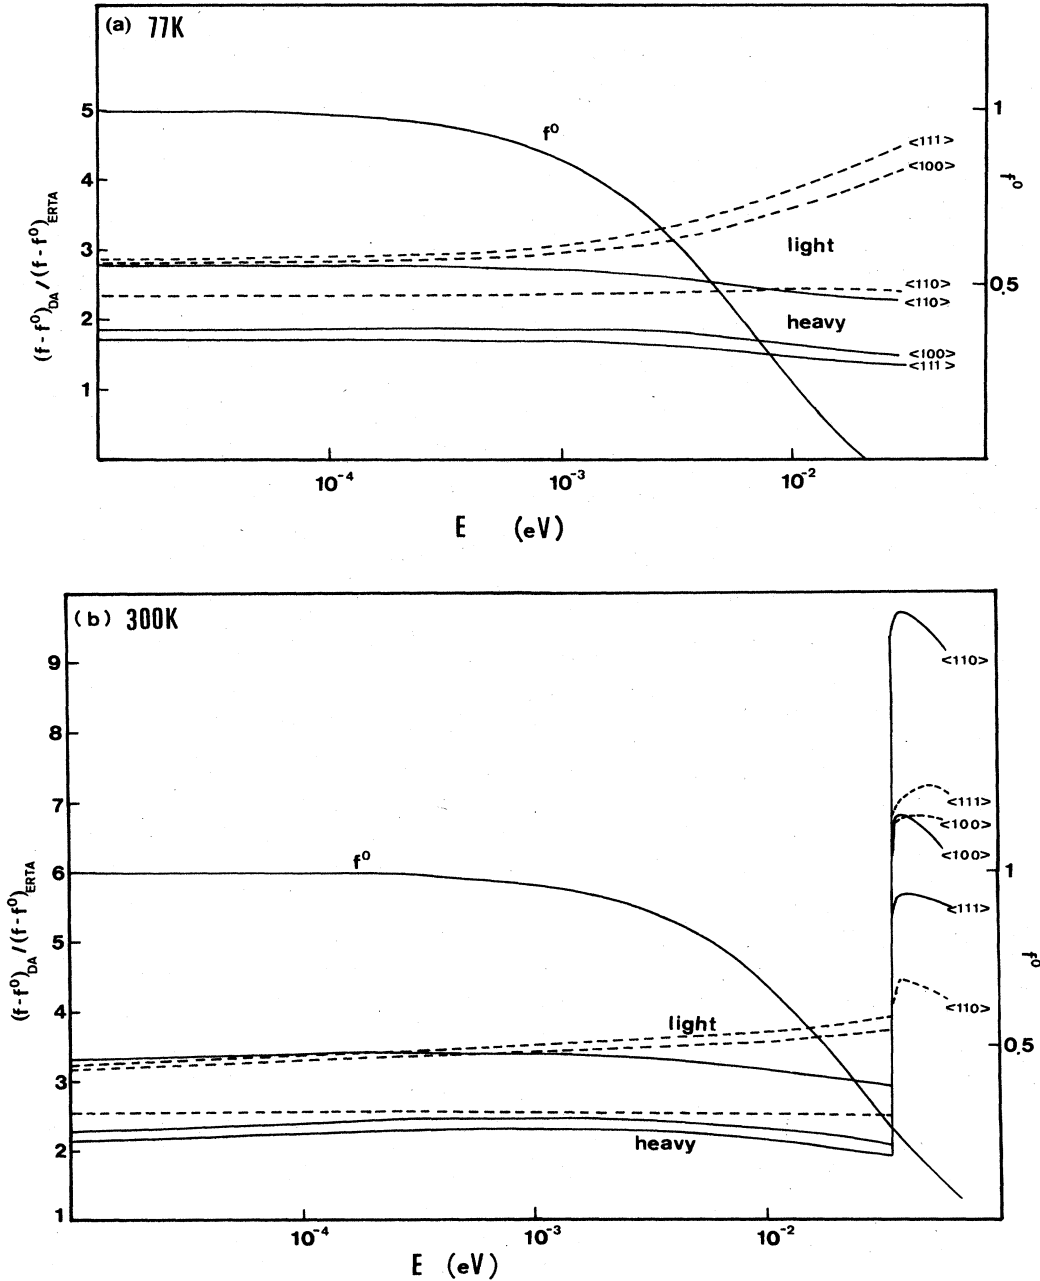 (a) 77K
5
4
3
2
1
(f-f⁰)DA/(f-f⁰)ERTA
f⁰
1
f⁰
0.5
<111>
<100>
light
<110>
<110>
heavy
<100>
<111>
10⁻⁴
10⁻³
10⁻²
E (eV)
(b) 300K
9
8
7
6
5
4
3
2
1
(f-f⁰)DA/(f-f⁰)ERTA
f⁰
<110>
<111>
<100>
<100>
<111>
<110>
1
f⁰
0.5
light
heavy
10⁻⁴
10⁻³
10⁻²
E (eV)